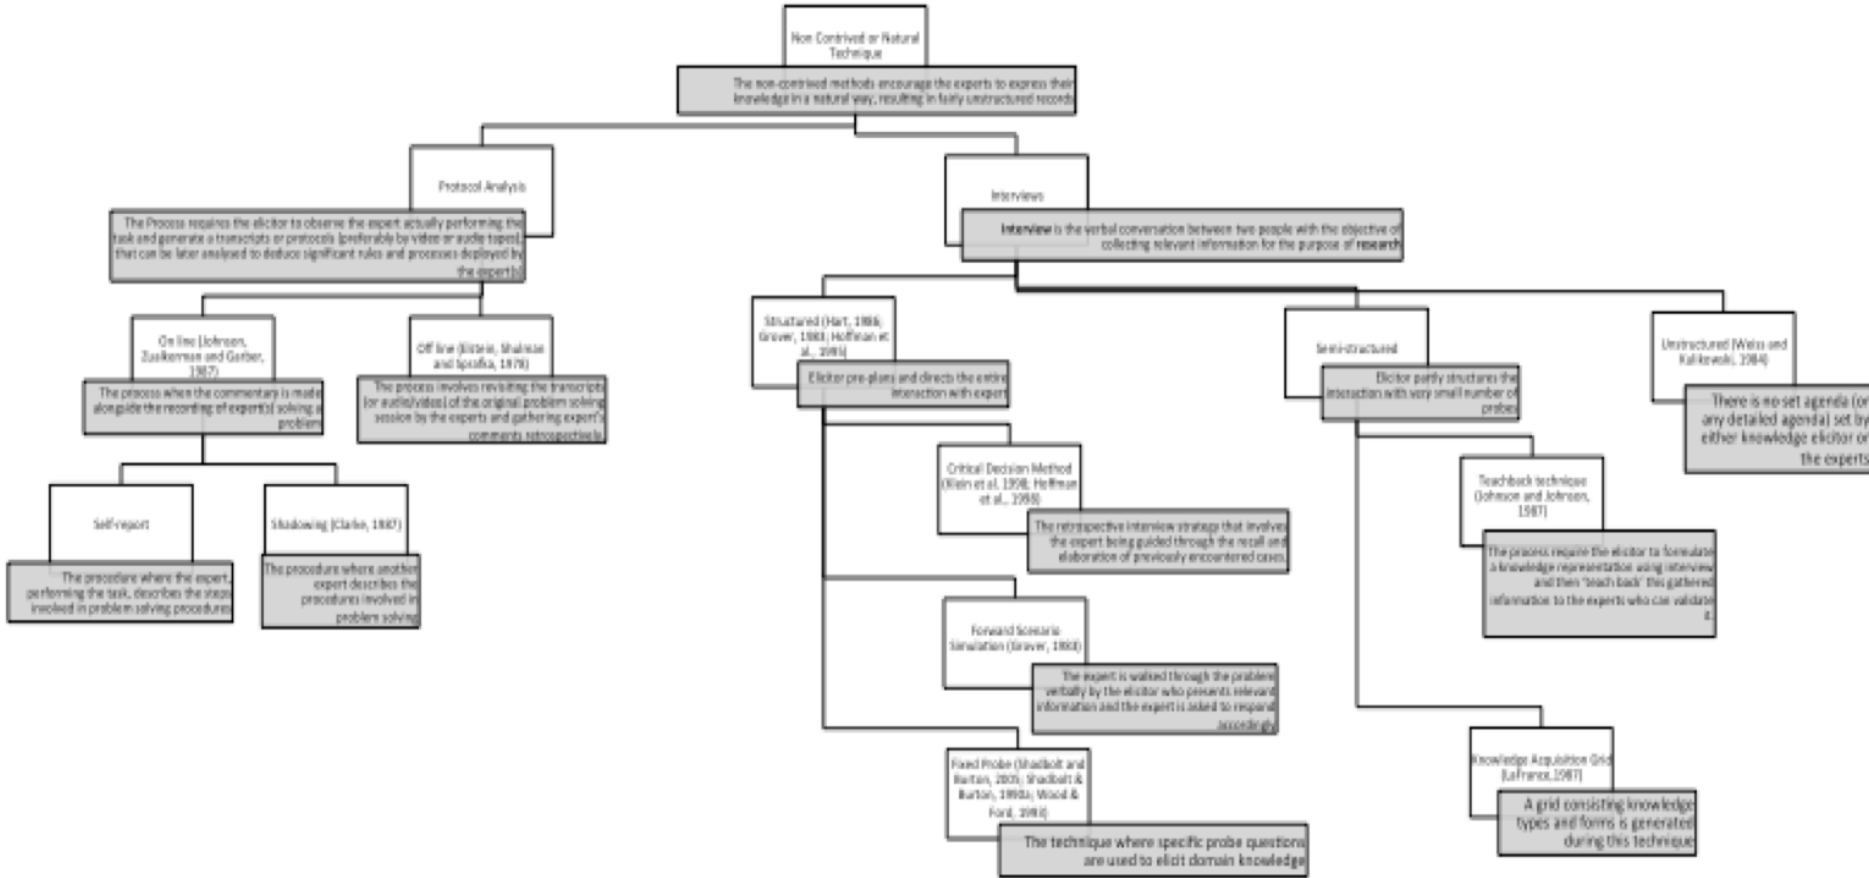 Non Contrived or Natural
Technique
The non-contrived methods encourage the experts to express their
knowledge in a natural way, resulting in fairly unstructured records
Protocol Analysis
The Process requires the elicitor to observe the expert actually performing the
task and generate a transcripts or protocols (preferably by video or audio tapes),
that can be later analysed to deduce significant rules and processes deployed by
the expert(s)
Interviews
Interview is the verbal conversation between two people with the objective of
collecting relevant information for the purpose of research
On line (Johnson,
Zualkerman and Garber,
1987)
The process when the commentary is made
alongside the recording of expert(s) solving a
problem
Off line (Elstein, Shulman
and Sprafka, 1978)
The process involves revisiting the transcripts
(or audio/video) of the original problem solving
session by the experts and gathering expert's
comments retrospectively.
Self-report
The procedure where the expert,
performing the task, describes the steps
involved in problem solving procedures
Shadowing (Clarke, 1987)
The procedure where another
expert describes the
procedures involved in
problem solving
Structured (Hart, 1986;
Grover, 1983; Hoffman et
al., 1995)
Elicitor pre-plans and directs the entire
interaction with expert
Critical Decision Method
(Klein et al, Hoffman
et al., 1998)
The retrospective interview strategy that involves
the expert being guided through the recall and
elaboration of previously encountered cases.
Forward Scenario
Simulation (Grover, 1983)
The expert is walked through the problem
verbally by the elicitor who presents relevant
information and the expert is asked to respond
accordingly
Fixed Probe (Shadbolt and
Burton, 2005; Shadbolt &
Burton, 1990a; Wood &
Ford, 1993)
The technique where specific probe questions
are used to elicit domain knowledge
Semi-structured
Elicitor partly structures the
interaction with very small number of
probes
Teachback technique
(Johnson and Johnson,
1987)
The process require the elicitor to formulate
a knowledge representation using interview
and then 'teach back' this gathered
information to the experts who can validate
it.
Knowledge Acquisition Grid
(LaFrance,1987)
A grid consisting knowledge
types and forms is generated
during this technique
Unstructured (Weiss and
Kulikowski, 1984)
There is no set agenda (or
any detailed agenda) set by
either knowledge elicitor or
the experts